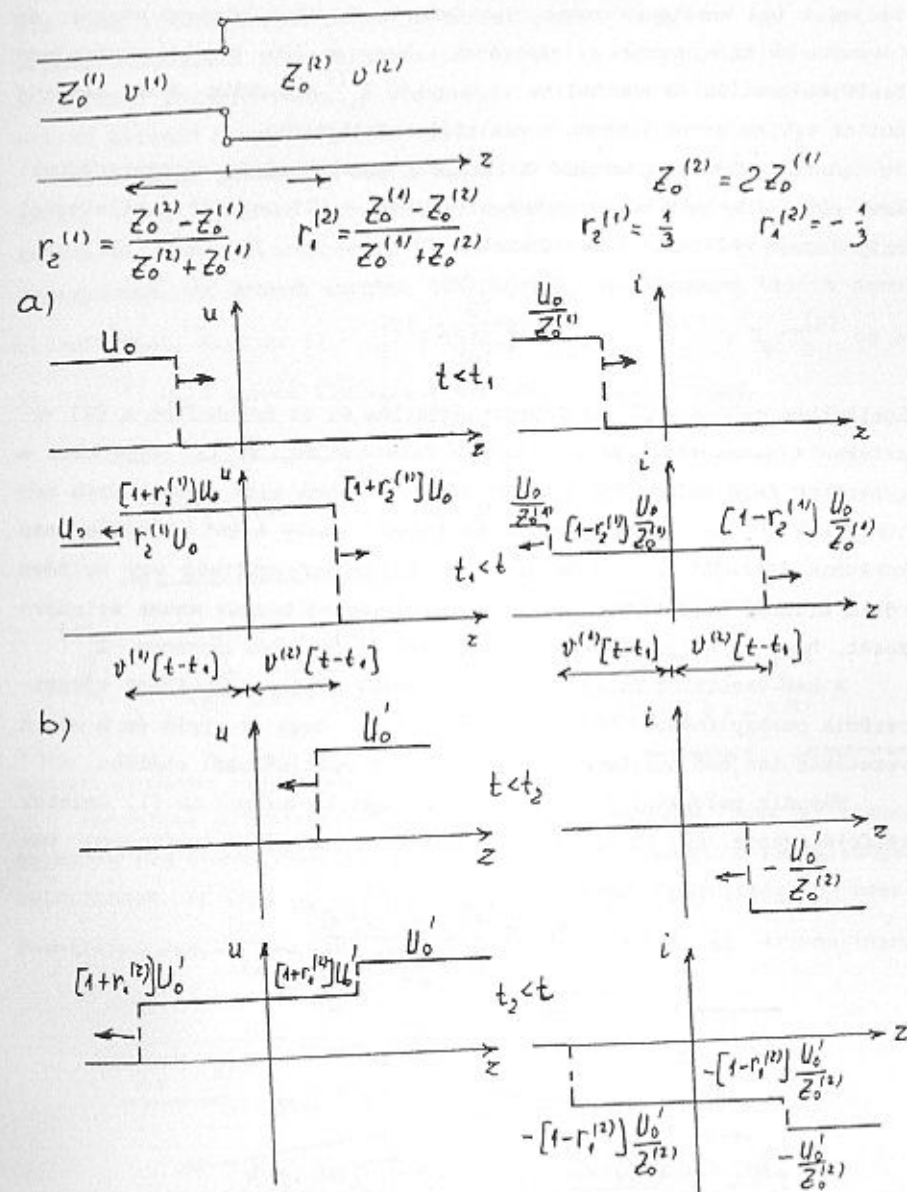 Z₀⁽¹⁾ v⁽¹⁾
Z₀⁽²⁾ v⁽²⁾
z
Z₀⁽²⁾ = 2Z₀⁽¹⁾
r₂⁽¹⁾ = (Z₀⁽²⁾ - Z₀⁽¹⁾)/(Z₀⁽²⁾ + Z₀⁽¹⁾) r₁⁽²⁾ = (Z₀⁽¹⁾ - Z₀⁽²⁾)/(Z₀⁽¹⁾ + Z₀⁽²⁾) r₂⁽¹⁾ = 1/3 r₁⁽²⁾ = -1/3
a)
u
U₀
z
t < t₁
i
U₀/Z₀⁽¹⁾
z
u
[1+r₂⁽¹⁾]U₀
[1+r₂⁽¹⁾]U₀
U₀
r₂⁽¹⁾U₀
z
v⁽¹⁾[t-t₁] v⁽²⁾[t-t₁]
t₁ < t
i
U₀/Z₀⁽¹⁾
[1-r₂⁽¹⁾] U₀/Z₀⁽¹⁾
[1-r₂⁽¹⁾] U₀/Z₀⁽¹⁾
z
v⁽¹⁾[t-t₁] v⁽²⁾[t-t₁]
b)
u
U₀'
z
t < t₂
i
z
- U₀'/Z₀⁽²⁾
u
[1+r₁⁽²⁾]U₀'
[1+r₁⁽²⁾]U₀'
U₀'
z
t₂ < t
i
z
-[1-r₁⁽²⁾] U₀'/Z₀⁽²⁾
-[1-r₁⁽²⁾] U₀'/Z₀⁽²⁾
- U₀'/Z₀⁽²⁾